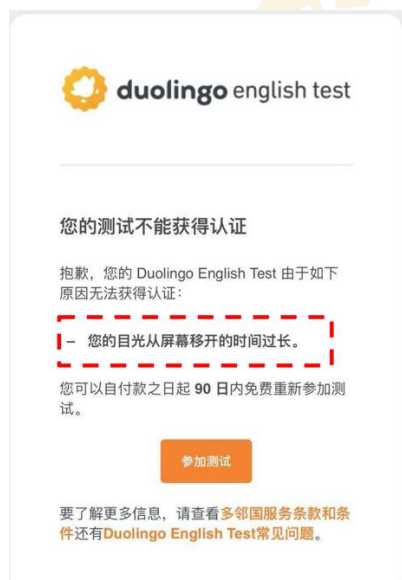 duolingo english test
您的测试不能获得认证
抱歉，您的 Duolingo English Test 由于如下
原因无法获得认证：
– 您的目光从屏幕移开的时间过长。
您可以自付款之日起 90 日内免费重新参加测
试。
参加测试
要了解更多信息，请查看多邻国服务条款和条
件还有Duolingo English Test常见问题。